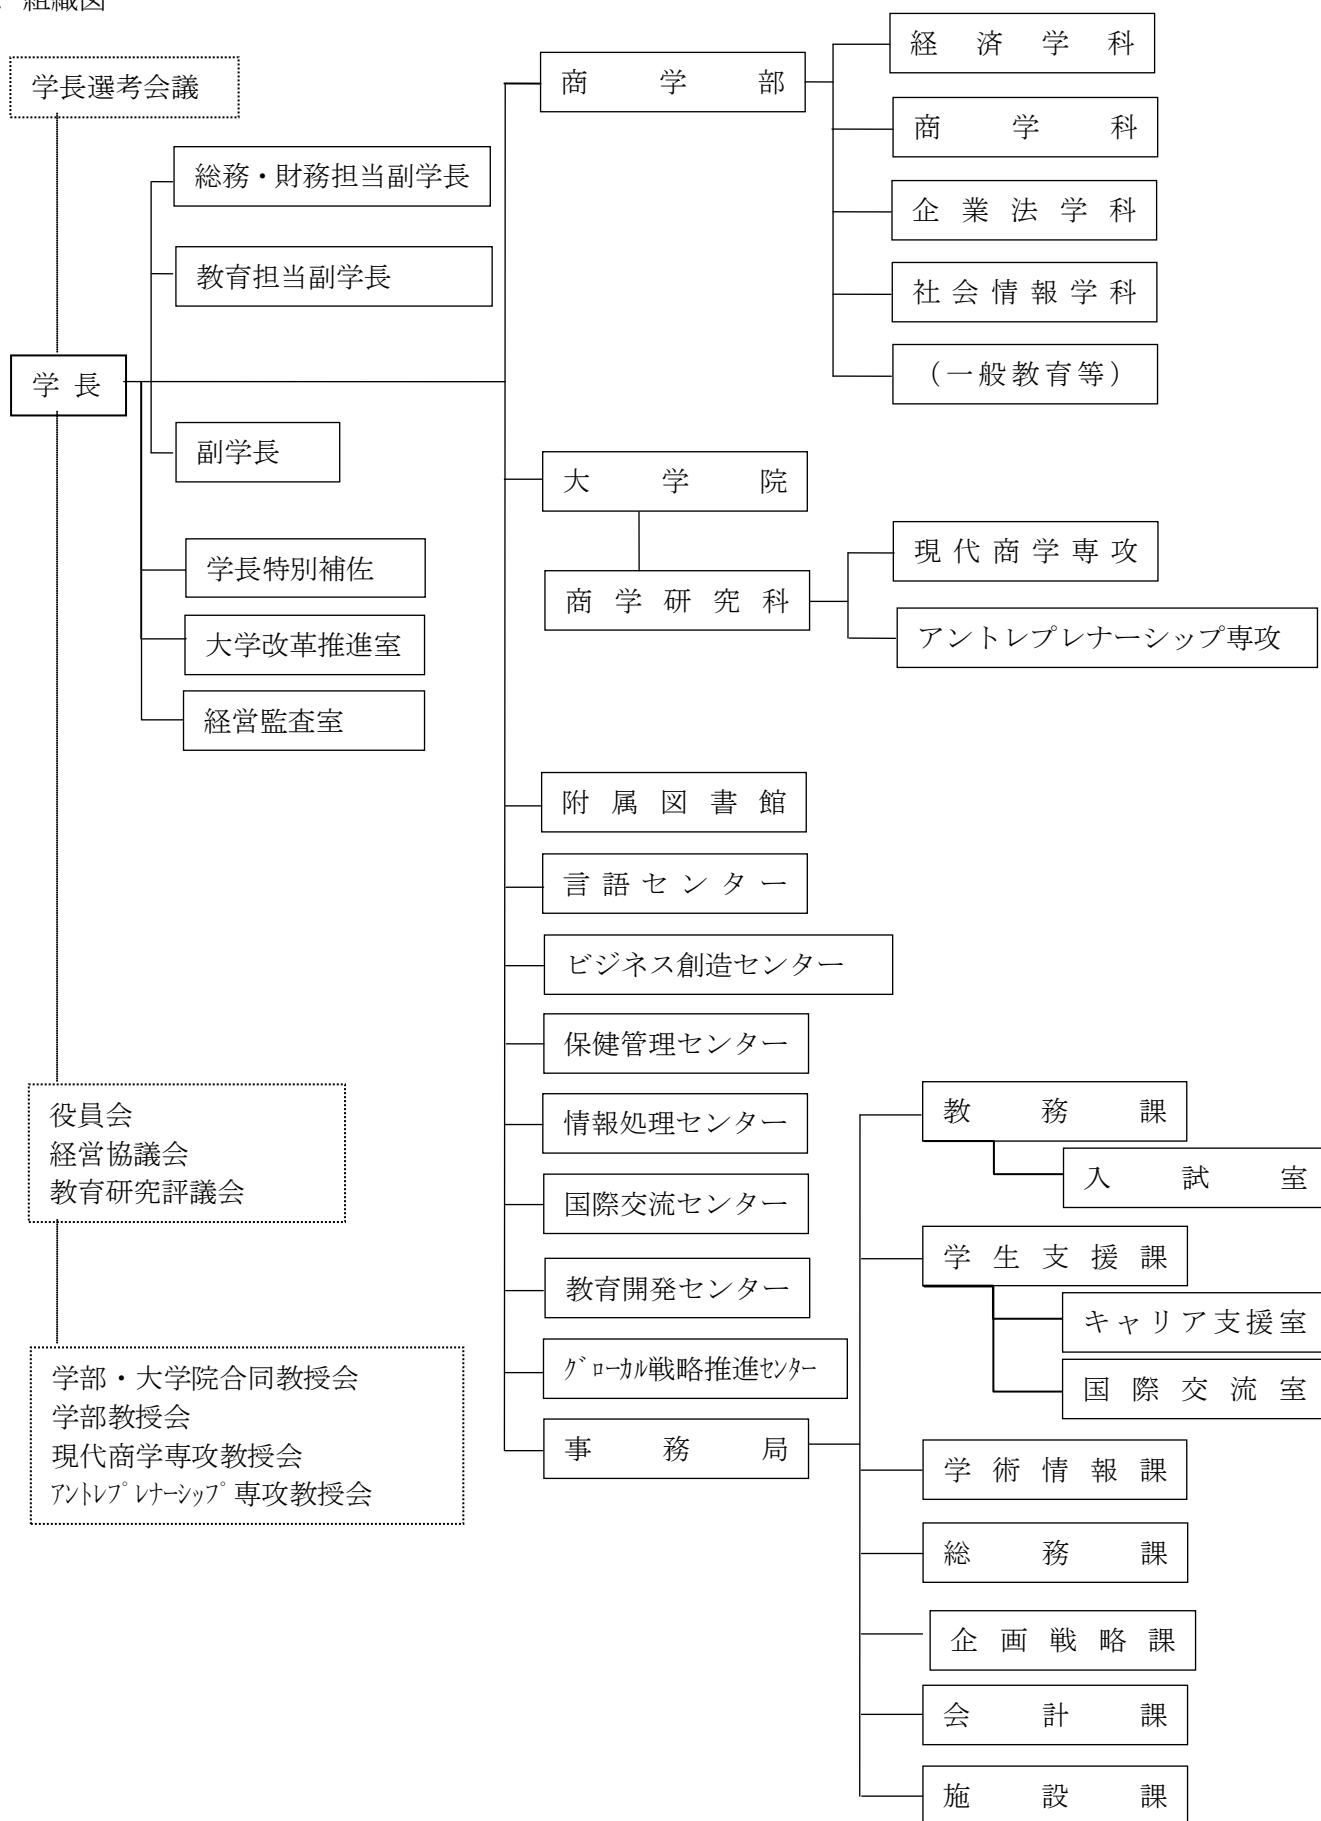 組織図
学長選考会議
総務・財務担当副学長
教育担当副学長
学長
副学長
学長特別補佐
大学改革推進室
経営監査室
役員会
経営協議会
教育研究評議会
学部・大学院合同教授会
学部教授会
現代商学専攻教授会
ｱﾝﾄﾚﾌﾟﾚﾅｰｼｯﾌﾟ専攻教授会
商学部
経済学科
商学科
企業法学科
社会情報学科
（一般教育等）
大学院
商学研究科
現代商学専攻
アントレプレナーシップ専攻
附属図書館
言語センター
ビジネス創造センター
保健管理センター
情報処理センター
国際交流センター
教育開発センター
ｸﾞﾛｰｶﾙ戦略推進ｾﾝﾀｰ
事務局
教務課
入試室
学生支援課
キャリア支援室
国際交流室
学術情報課
総務課
企画戦略課
会計課
施設課